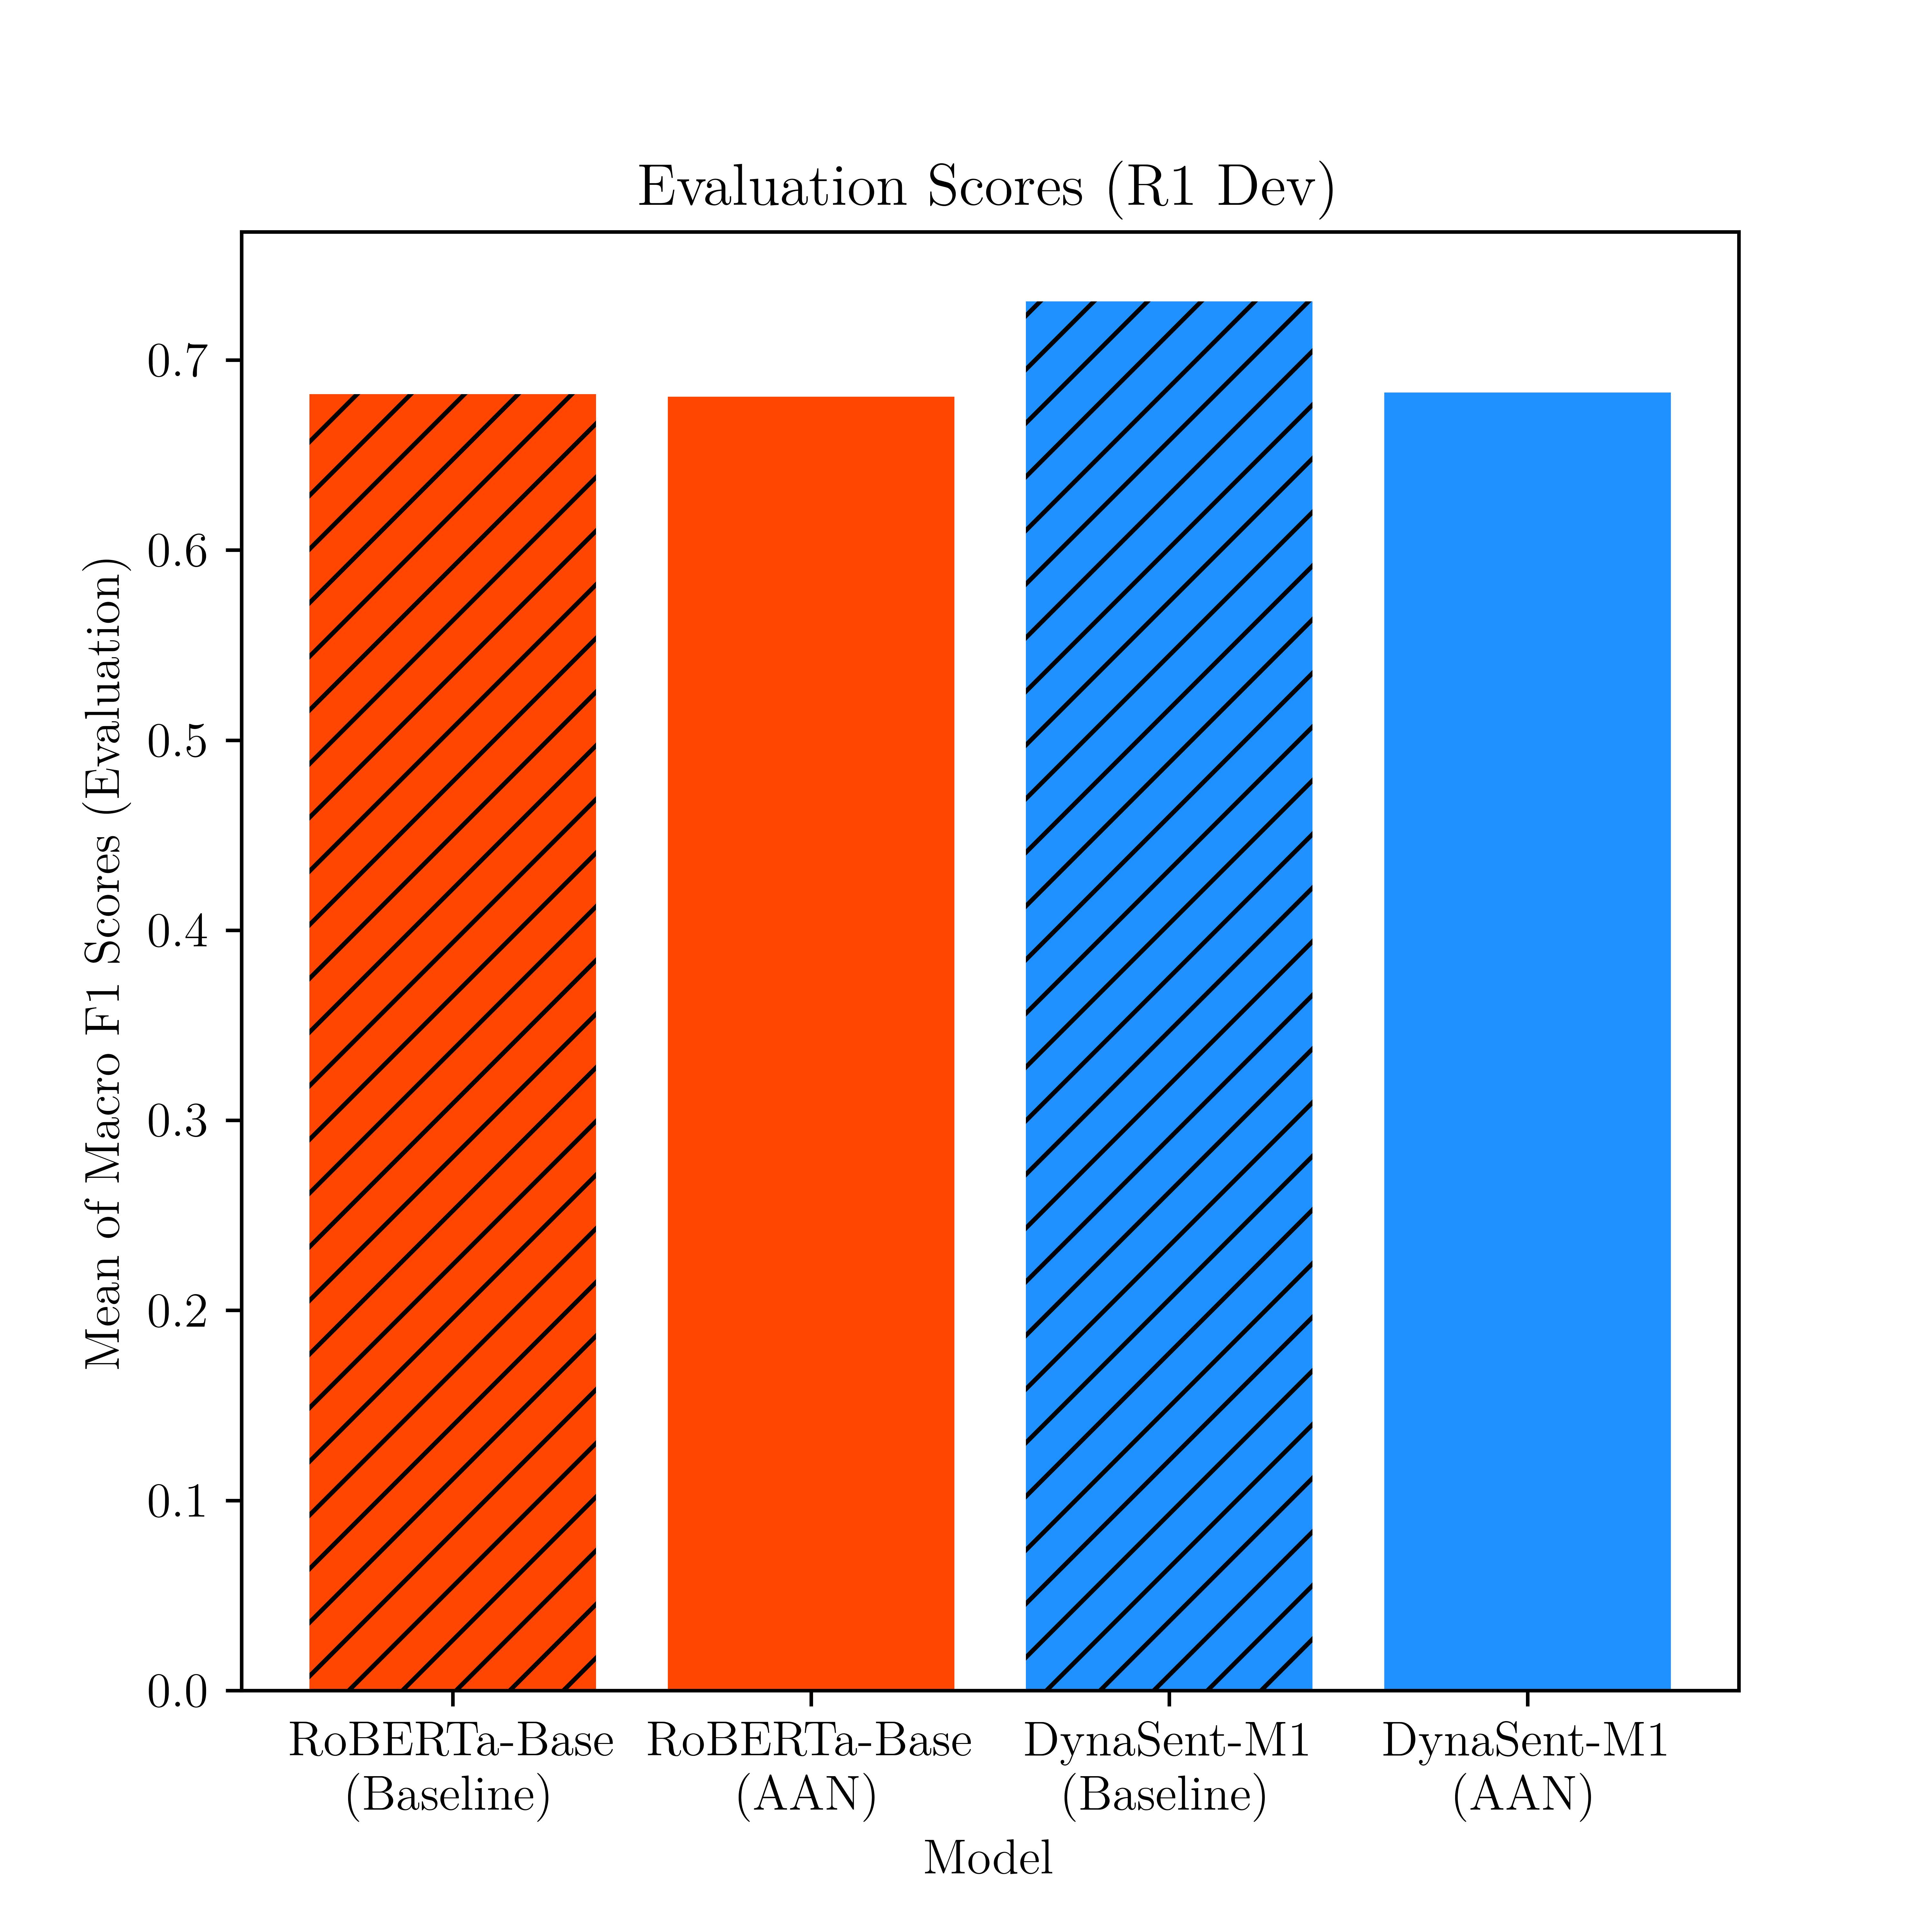 Evaluation Scores (R1 Dev)
Mean of Macro F1 Scores (Evaluation)
0.7
0.6
0.5
0.4
0.3
0.2
0.1
0.0
RoBERTa-Base
(Baseline)
RoBERTa-Base
(AAN)
DynaSent-M1
(Baseline)
DynaSent-M1
(AAN)
Model